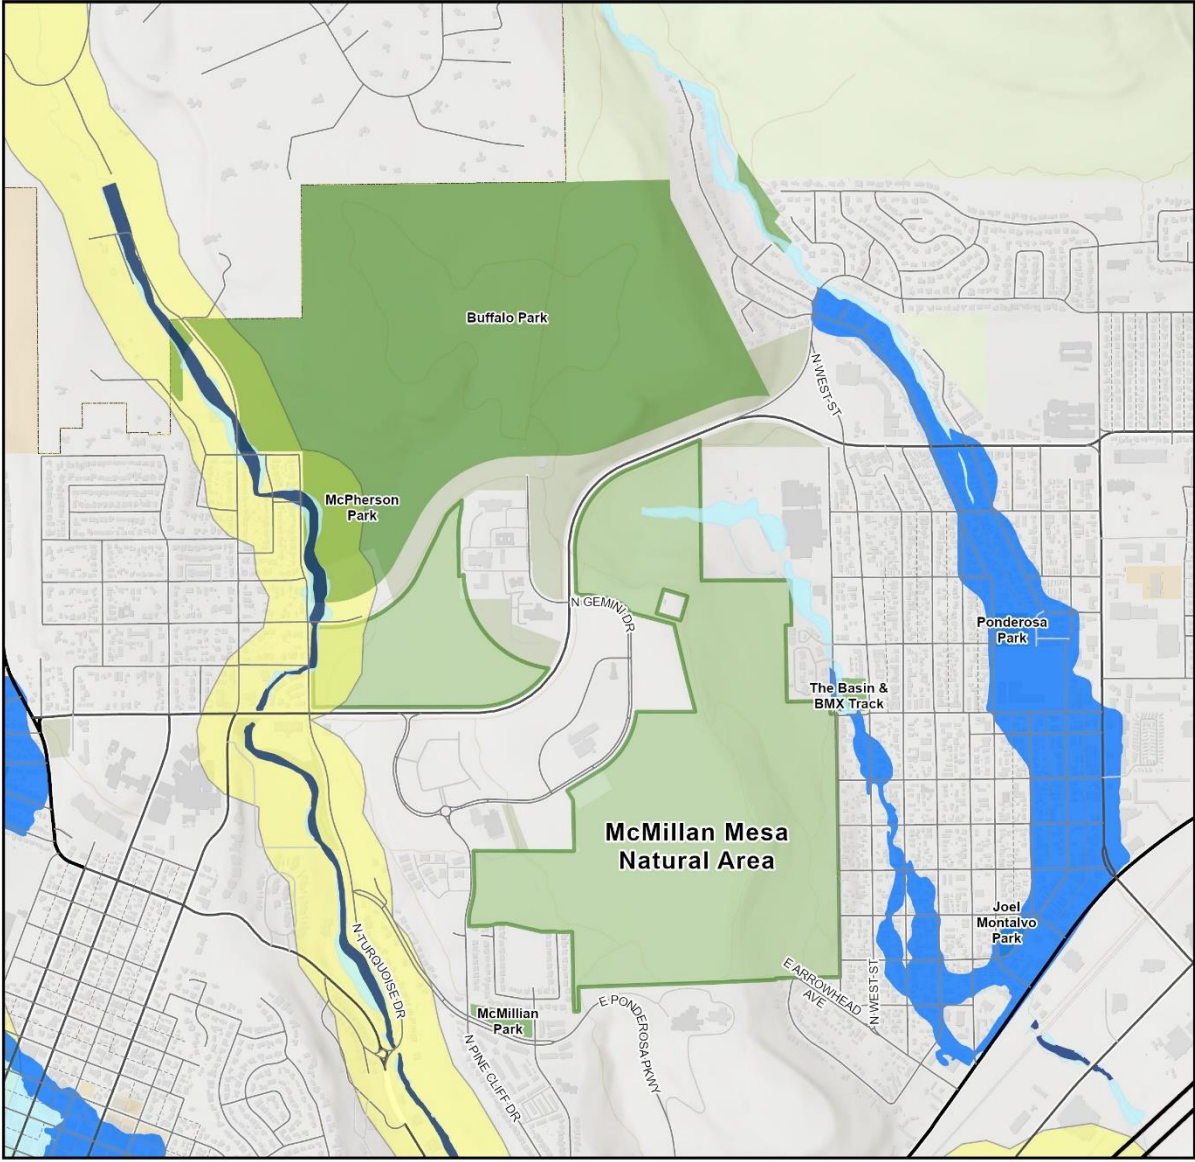 Buffalo Park
N WEST ST
McPherson
Park
N GEMINI DR
Ponderosa
Park
The Basin &
BMX Track
McMillan Mesa
Natural Area
Joel
Montalvo
Park
N TURQUOISE DR
E ARROWHEAD
AVE
N WEST ST
McMillian
Park
E PONDEROSA PKWY
N PINE CLIFF DR